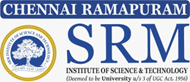 CHENNAI RAMAPURAM
SRM
INSTITUTE OF SCIENCE & TECHNOLOGY
(Deemed to be University u/s 3 of UGC Act, 1956)